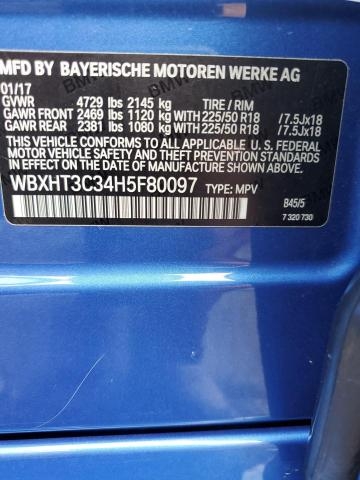 MFD BY BAYERISCHE MOTOREN WERKE AG
01/17
GVWR 4729 lbs 2145 kg TIRE / RIM
GAWR FRONT 2469 lbs 1120 kg WITH 225/50 R18 /7.5Jx18
GAWR REAR 2381 lbs 1080 kg WITH 225/50 R18 /7.5Jx18
THIS VEHICLE CONFORMS TO ALL APPLICABLE U.S. FEDERAL
MOTOR VEHICLE SAFETY, BUMPER, AND THEFT PREVENTION
STANDARDS IN EFFECT ON THE DATE OF MANUFACTURE SHOWN ABOVE.
WBXHT3C34H5F80097 TYPE: MPV
B45/5
7 320 730